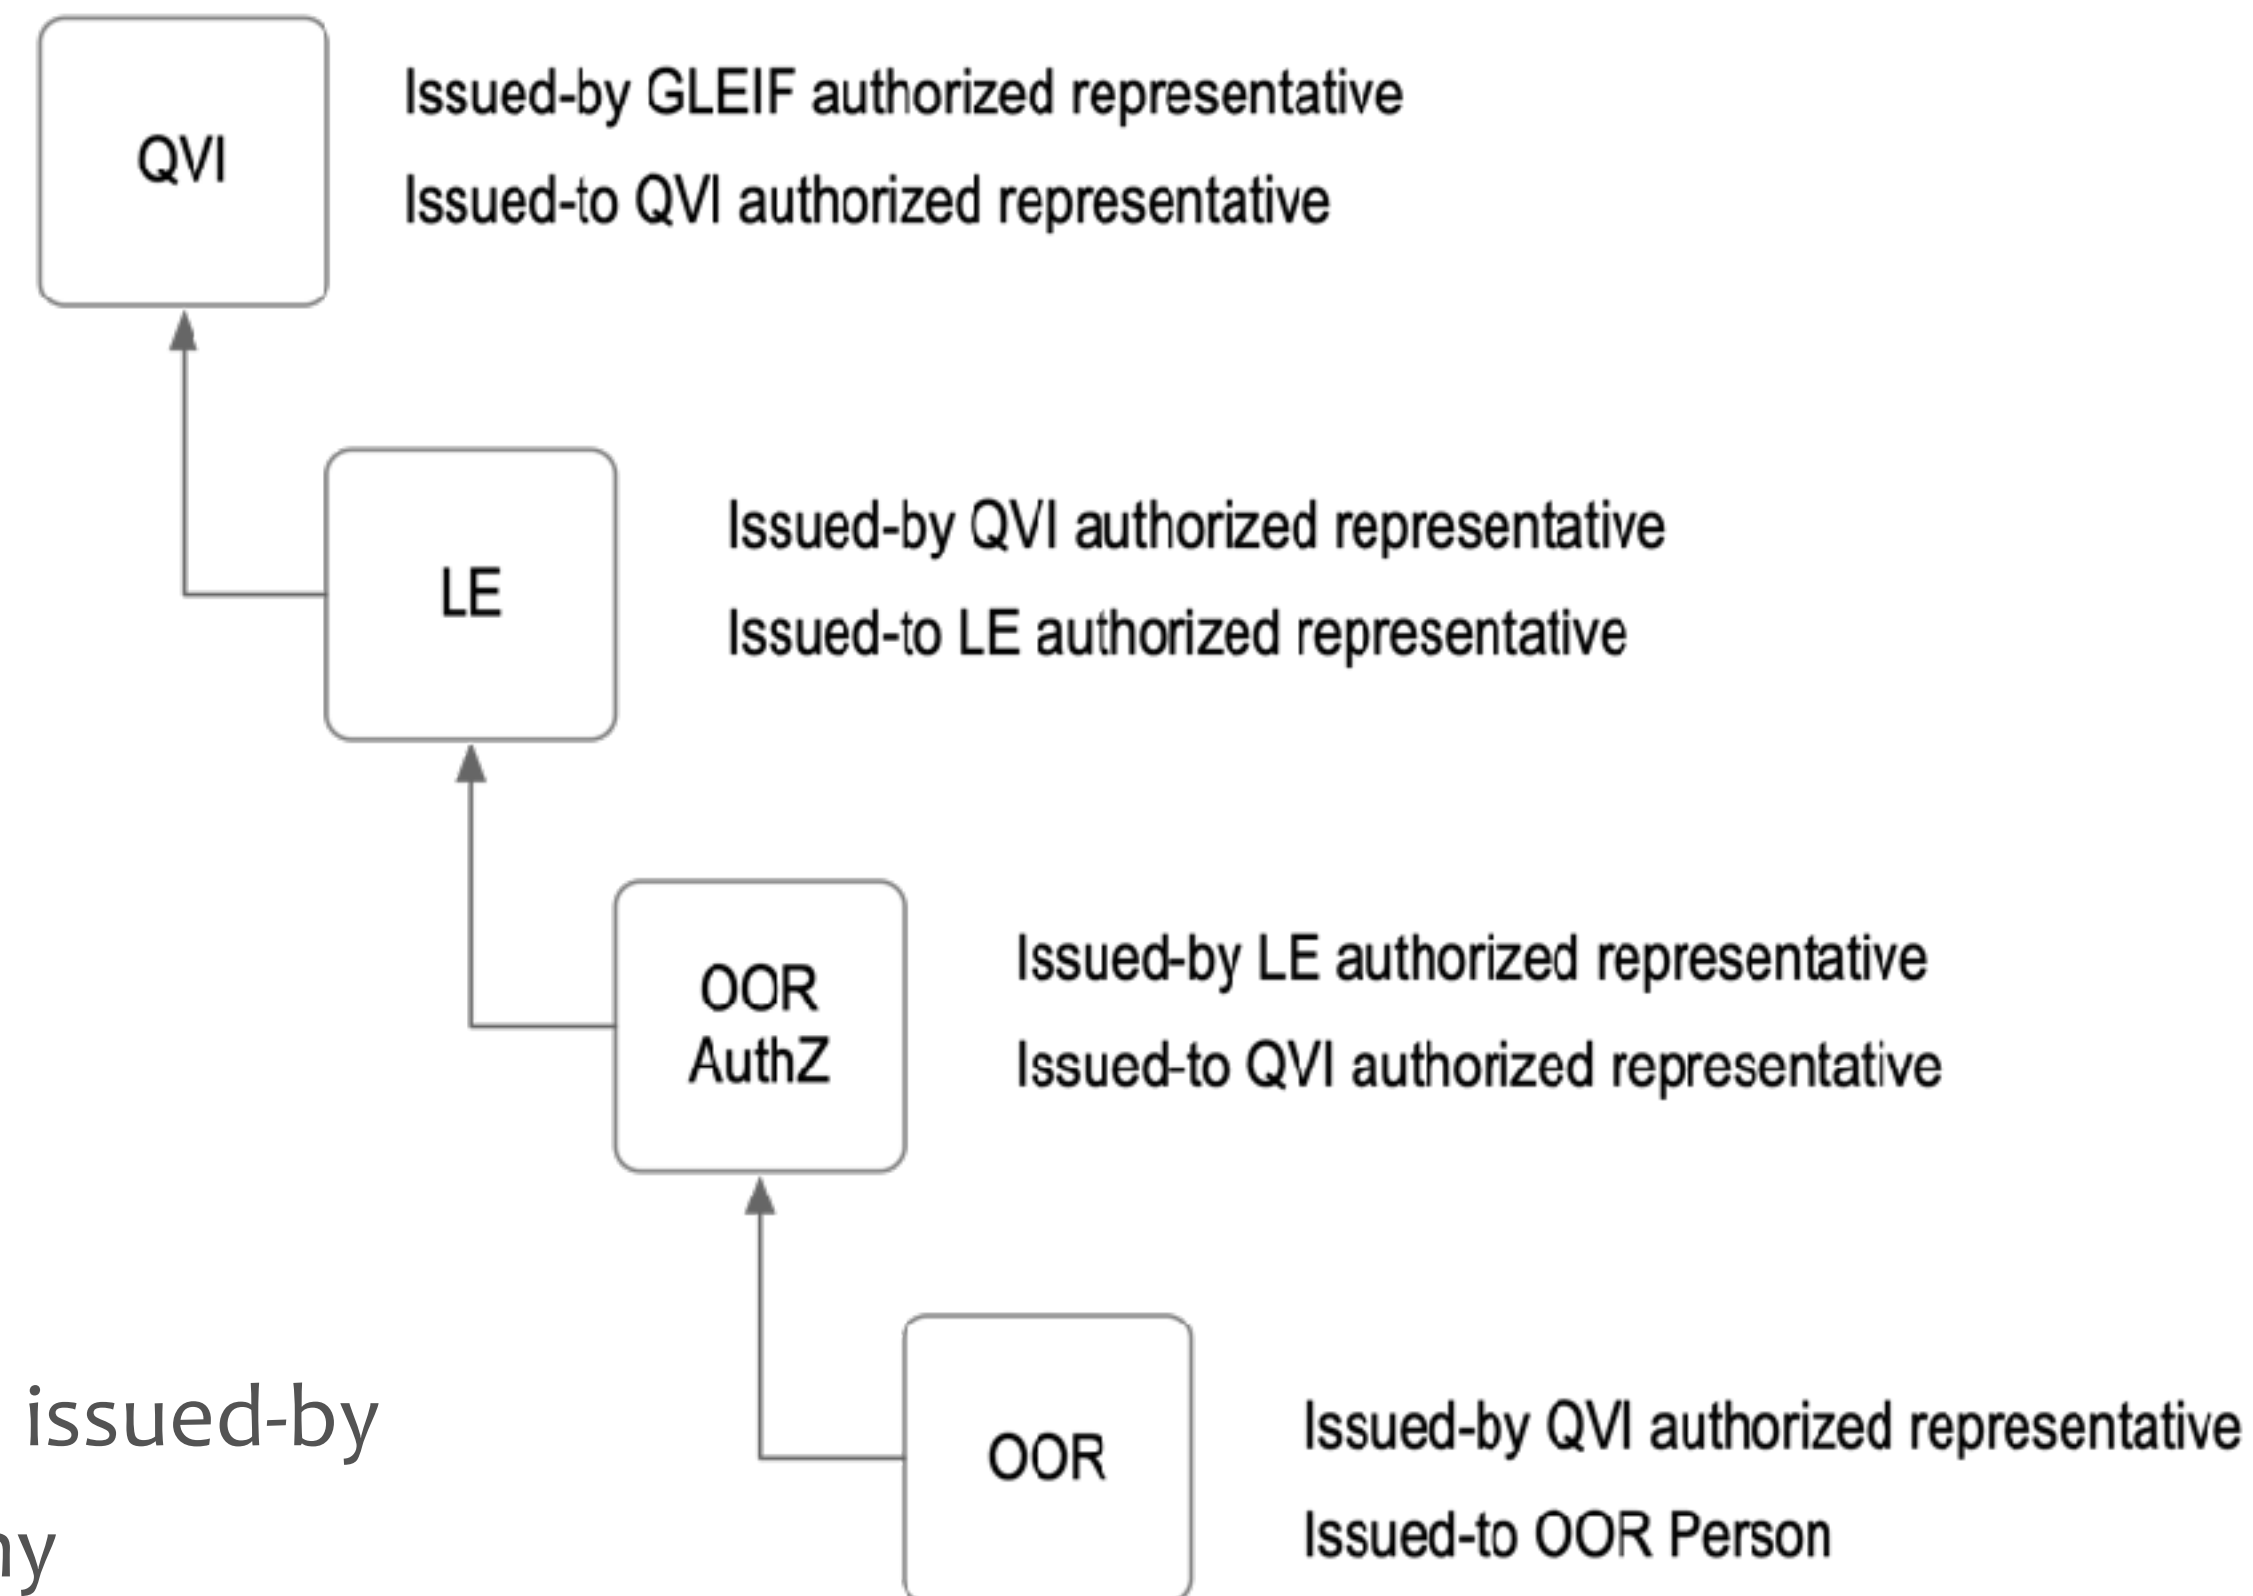 QVI
Issued-by GLEIF authorized representative
Issued-to QVI authorized representative
LE
Issued-by QVI authorized representative
Issued-to LE authorized representative
OOR
AuthZ
Issued-by LE authorized representative
Issued-to QVI authorized representative
issued-by
OOR
Issued-by QVI authorized representative
Issued-to OOR Person